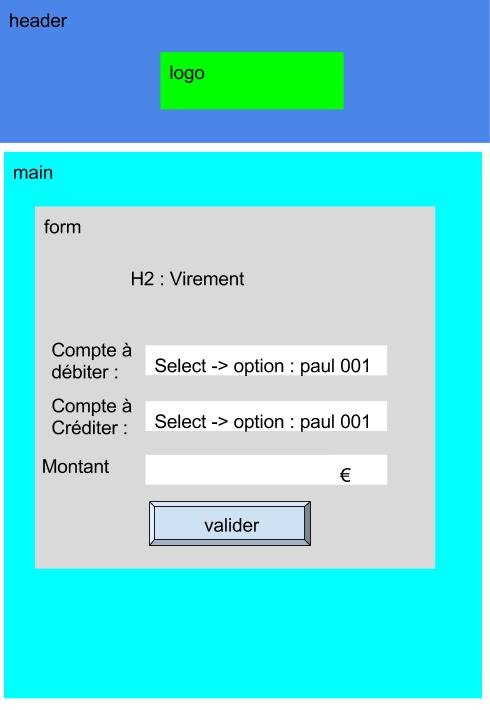 header
logo
main
form
H2 : Virement
Compte à
débiter :
Select -> option : paul 001
Compte à
Créditer :
Select -> option : paul 001
Montant
€
valider